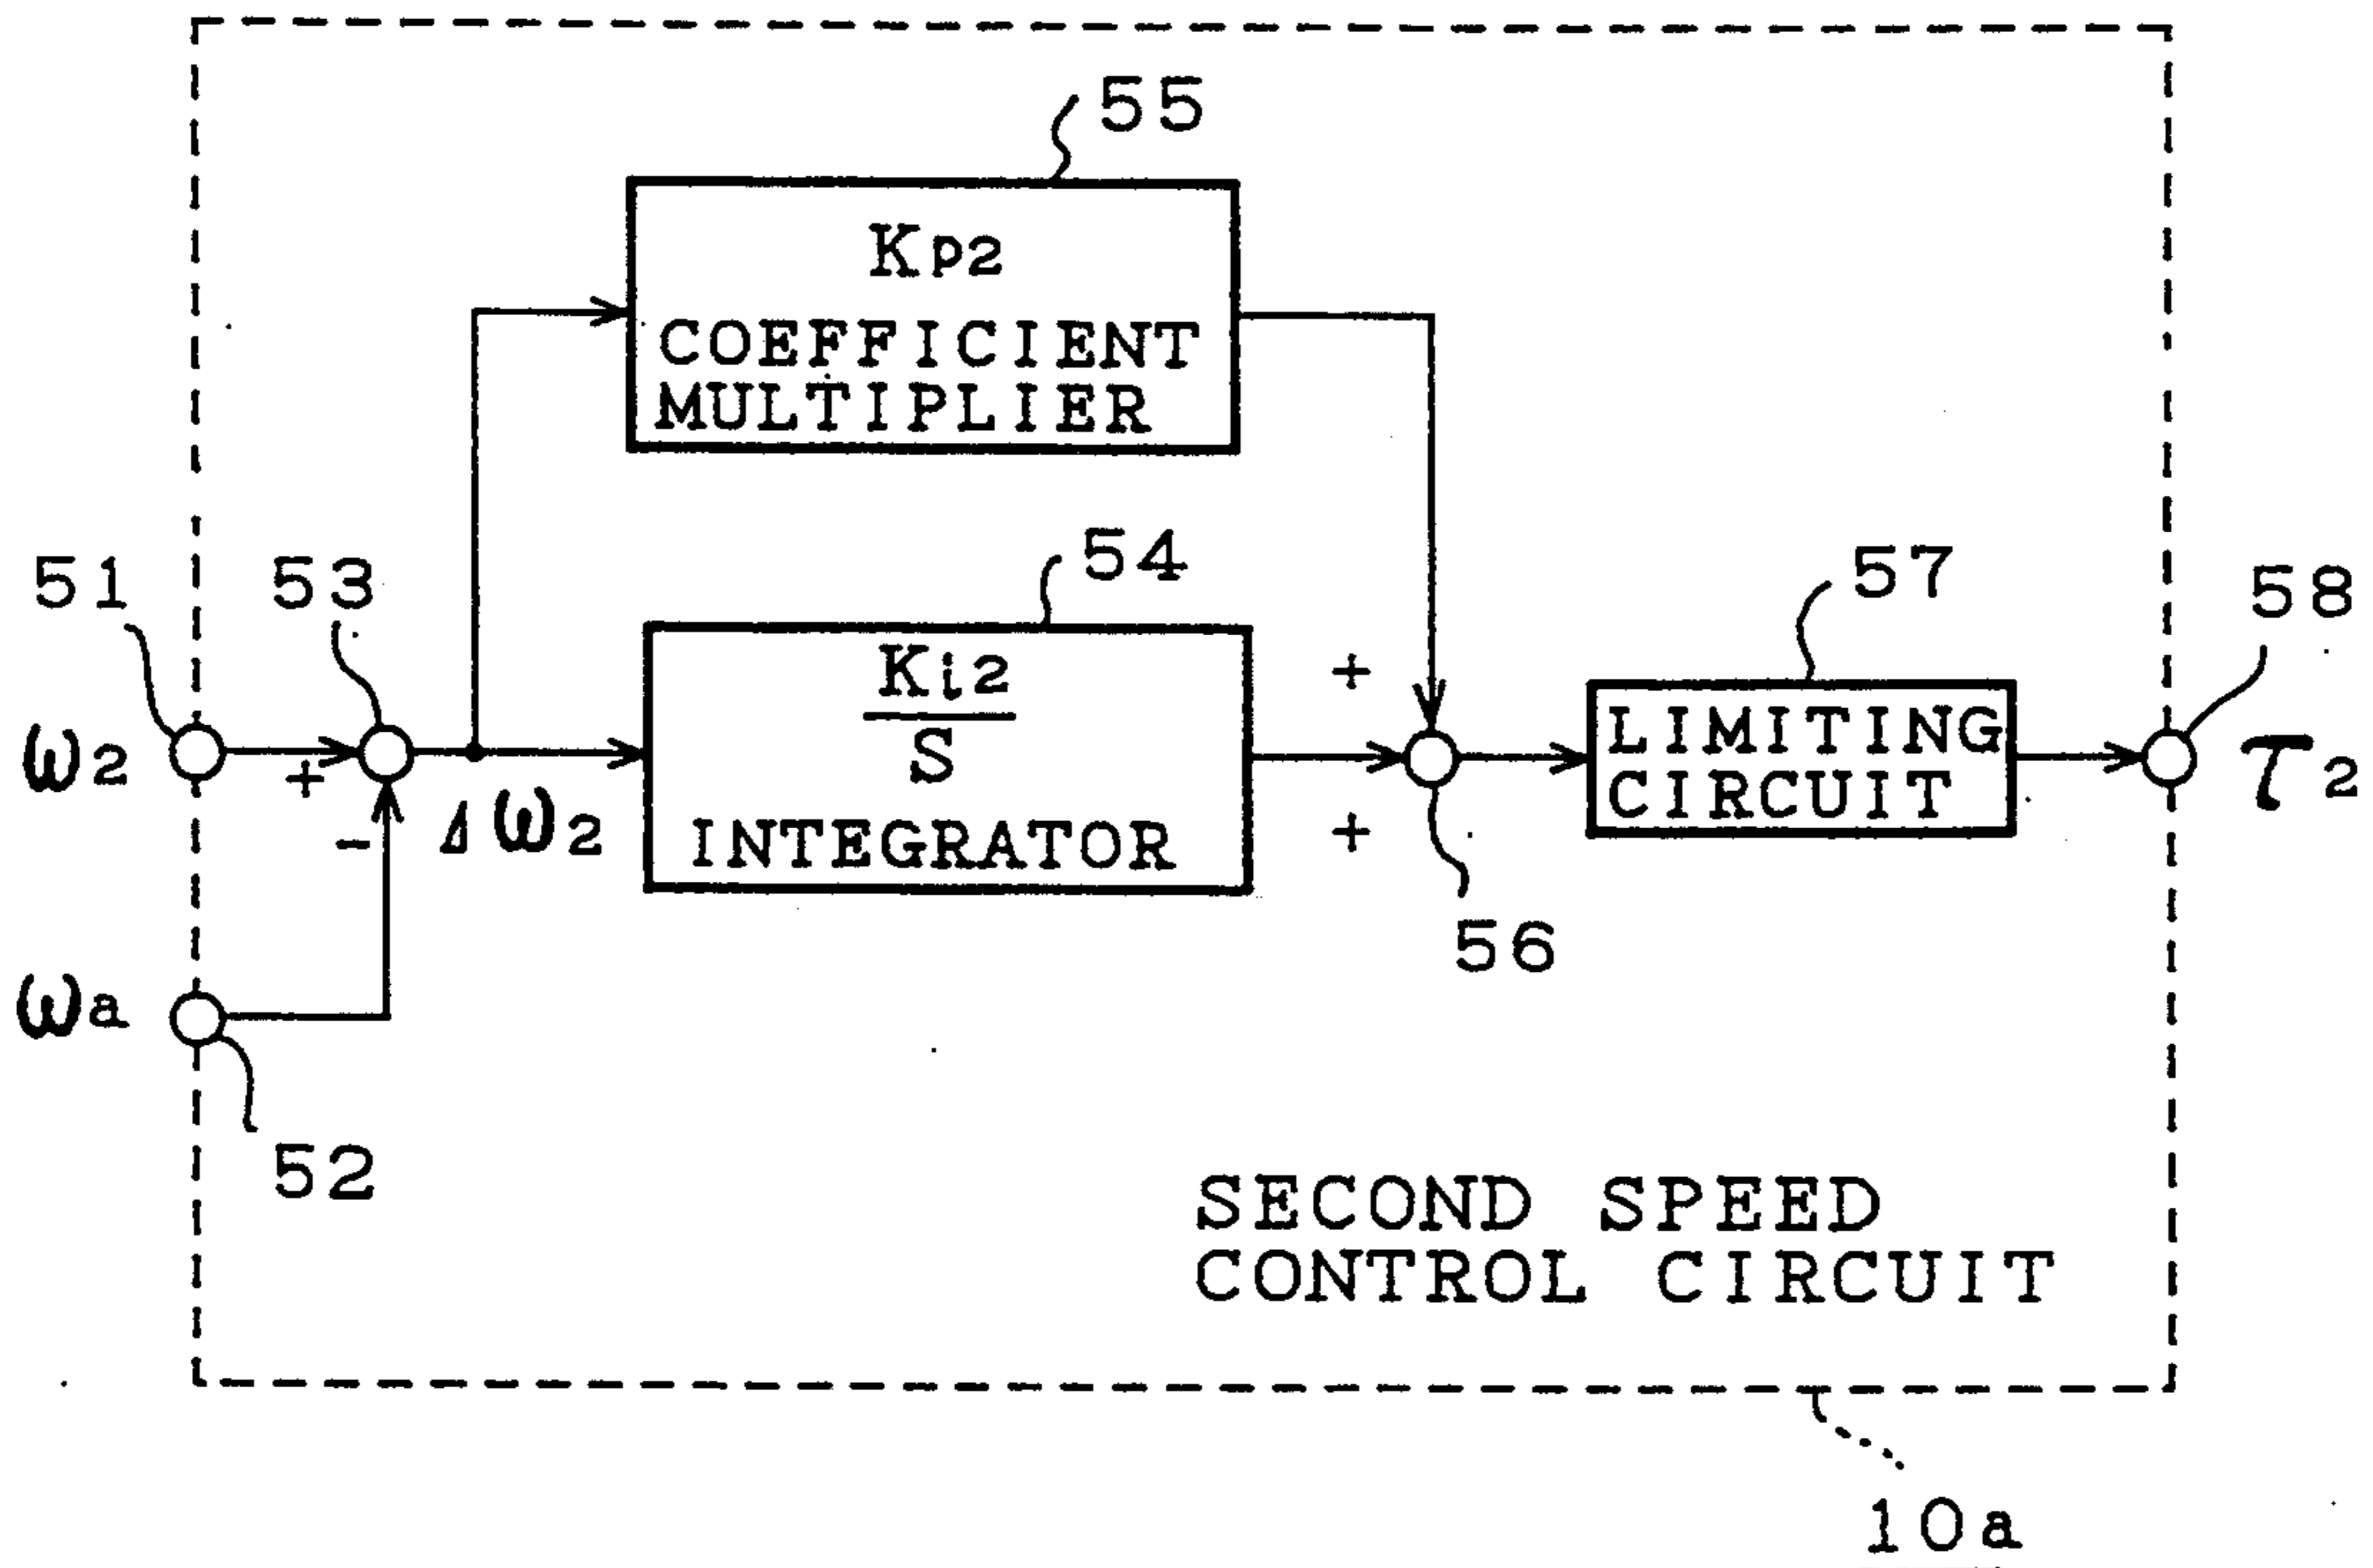 55
Kp2
COEFFICIENT
MULTIPLIER
54
51
53
57
58
Ki2
S
INTEGRATOR
+
+
ω2
+
-
Δω2
LIMITING
CIRCUIT
τ2
56
ωa
52
SECOND SPEED
CONTROL CIRCUIT
10a